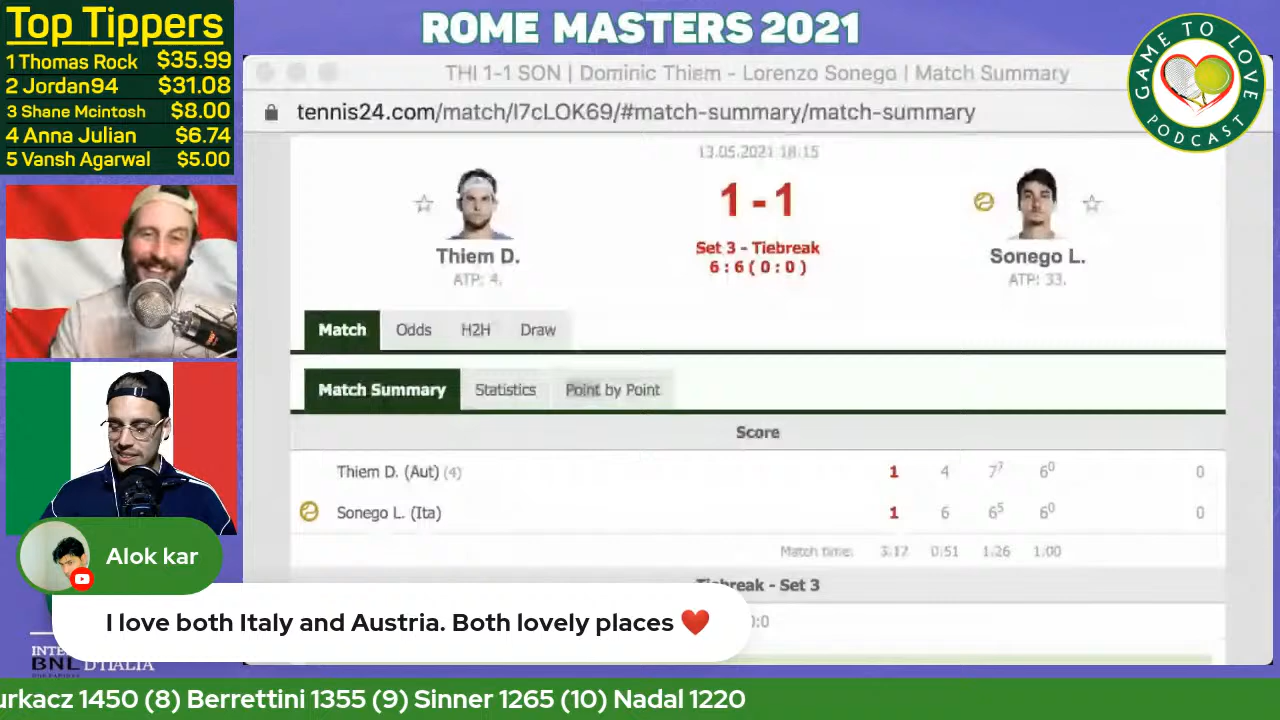 Top Tippers
1 Thomas Rock $35.99
2 Jordan94 $31.08
3 Shane Mcintosh $8.00
4 Anna Julian $6.74
5 Vansh Agarwal $5.00
ROME MASTERS 2021
GAME TO LOVE
PODCAST
THI 1-1 SON | Dominic Thiem - Lorenzo Sonego | Match Summary
tennis24.com/match/I7cLOK69/#match-summary/match-summary
13.05.2021 18:15
1 - 1
Set 3 - Tiebreak
6 : 6 ( 0 : 0 )
Thiem D.
ATP: 4.
Sonego L.
ATP: 33.
Match Odds H2H Draw
Match Summary Statistics Point by Point
Score
Thiem D. (Aut) (4) 1 4 7⁷ 6⁰ 0
Sonego L. (Ita) 1 6 6⁵ 6⁰ 0
Match time: 3:17 0:51 1:26 1:00
Tiebreak - Set 3
0:0
Alok kar
I love both Italy and Austria. Both lovely places ❤️
BNL D'ITALIA
urkacz 1450 (8) Berrettini 1355 (9) Sinner 1265 (10) Nadal 1220